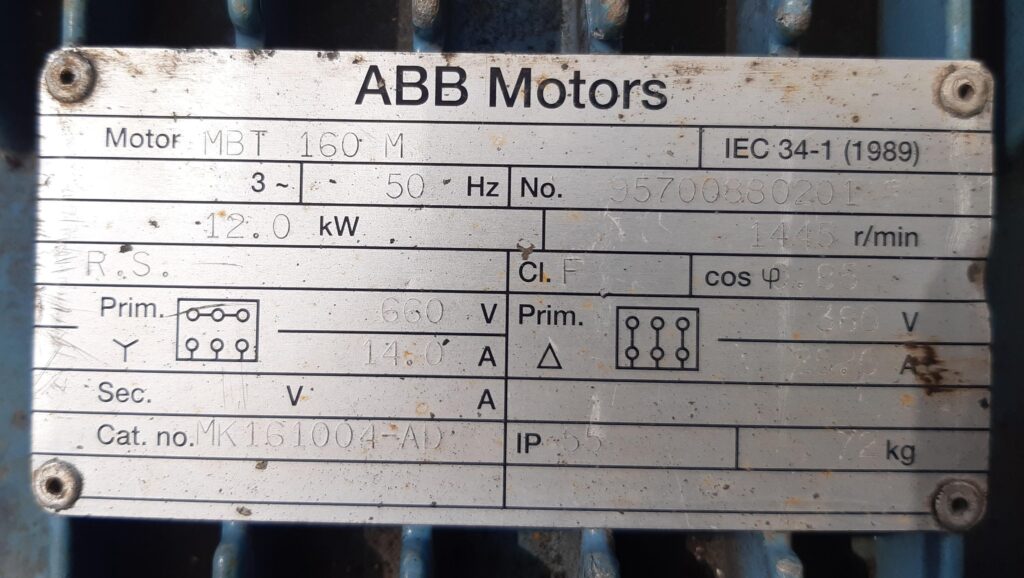 ABB Motors
Motor MBT 160 M IEC 34-1 (1989)
3 ~ 50 Hz No. 95700880201
12.0 kW 1445 r/min
R.S. Cl. F cos φ
Prim. 660 V Prim. 380 V
Y 14.0 A △ A
Sec. V A
Cat. no. MK161004-AD IP 55 72 kg